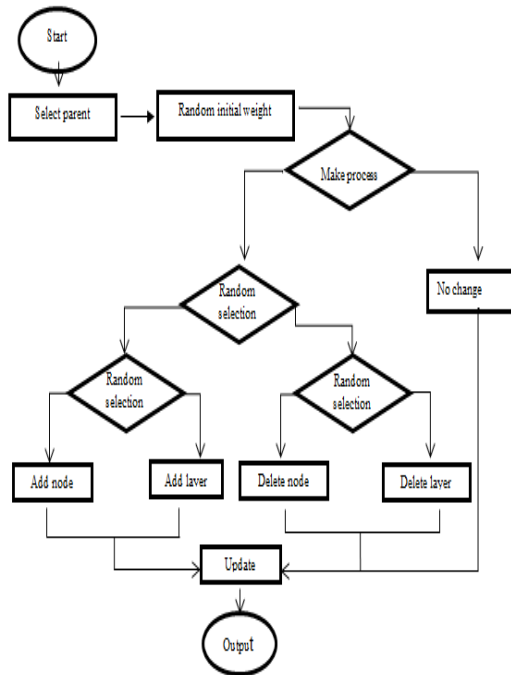 Start
Select parent
Random initial weight
Make process
Random
selection
No change
Random
selection
Random
selection
Add node
Add layer
Delete node
Delete layer
Update
Output